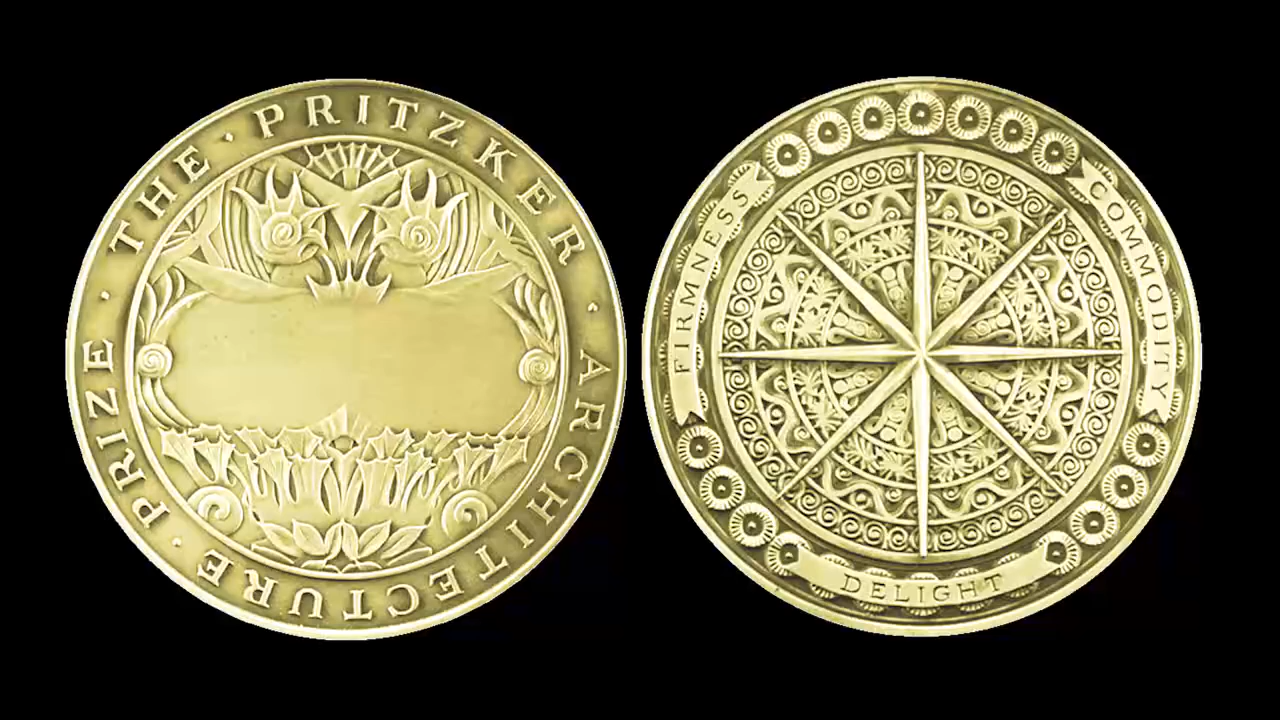 THE · PRITZKER · ARCHITECTURE · PRIZE ·
FIRMNESS
COMMODITY
DELIGHT